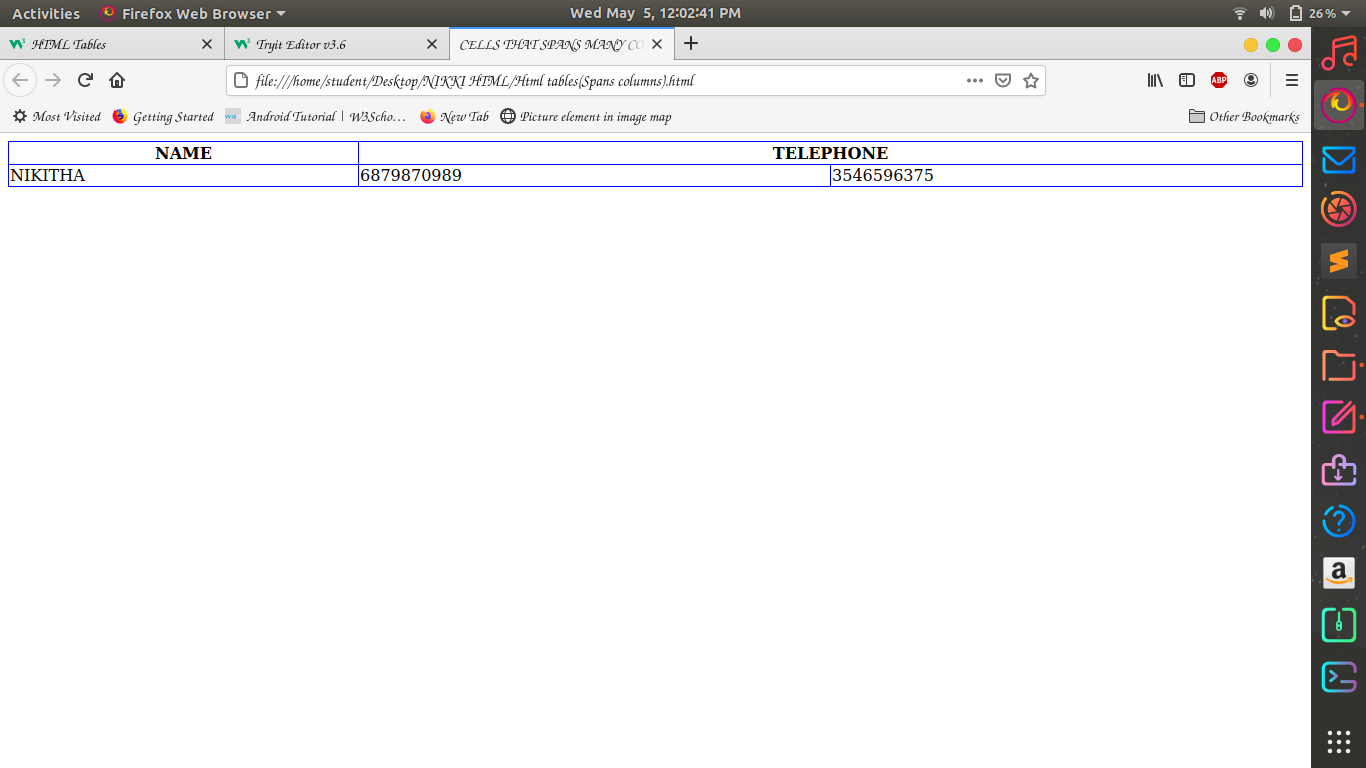 Activities Firefox Web Browser Wed May 5, 12:02:41 PM 26%
HTML Tables Tryit Editor v3.6 CELLS THAT SPANS MANY CO
file:///home/student/Desktop/NIKKI HTML/Html tables(Spans columns).html ABP
Most Visited Getting Started Android Tutorial | W3Scho... New Tab Picture element in image map Other Bookmarks
NAME TELEPHONE
NIKITHA 6879870989 3546596375